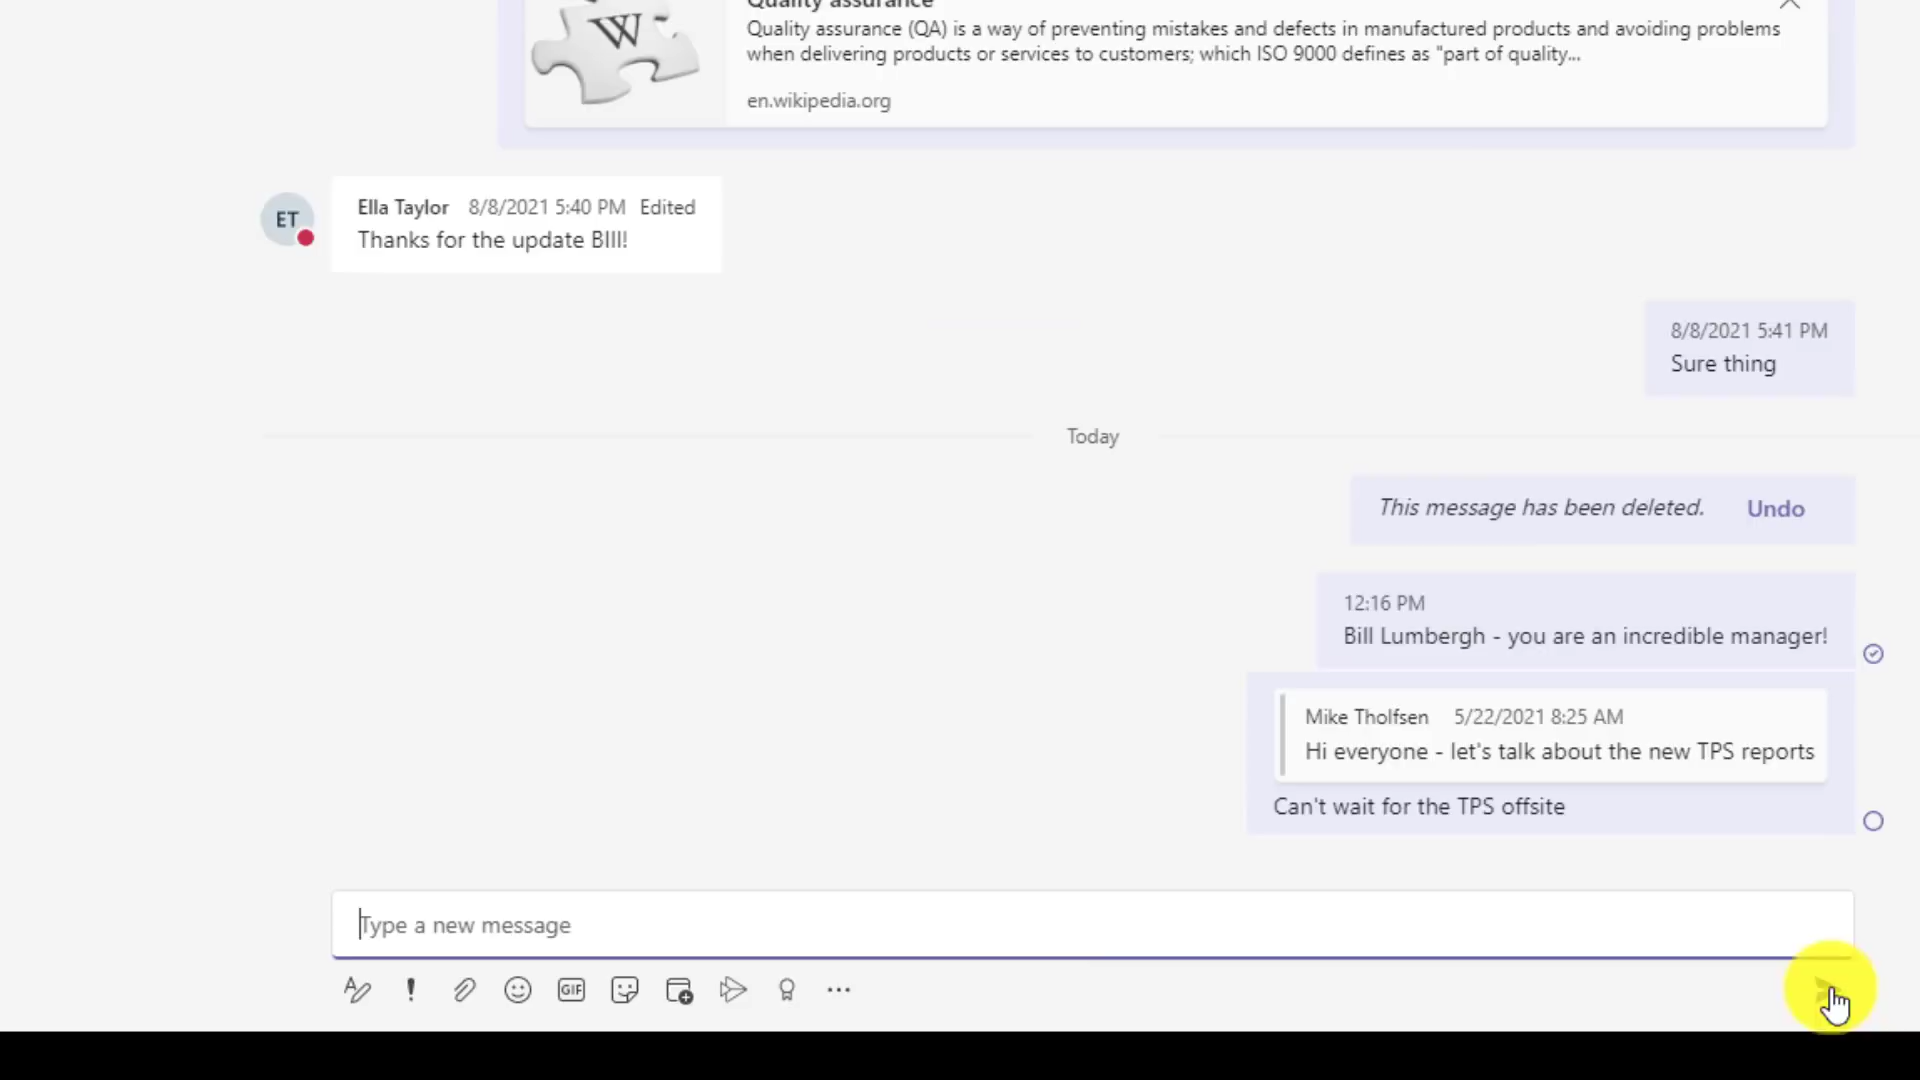 Quality assurance
Quality assurance (QA) is a way of preventing mistakes and defects in manufactured products and avoiding problems
when delivering products or services to customers; which ISO 9000 defines as "part of quality...
W
en.wikipedia.org
Ella Taylor 8/8/2021 5:40 PM Edited
ET
Thanks for the update BIll!
8/8/2021 5:41 PM
Sure thing
Today
This message has been deleted. Undo
12:16 PM
Bill Lumbergh - you are an incredible manager!
Mike Tholfsen 5/22/2021 8:25 AM
Hi everyone - let's talk about the new TPS reports
Can't wait for the TPS offsite
Type a new message
GIF